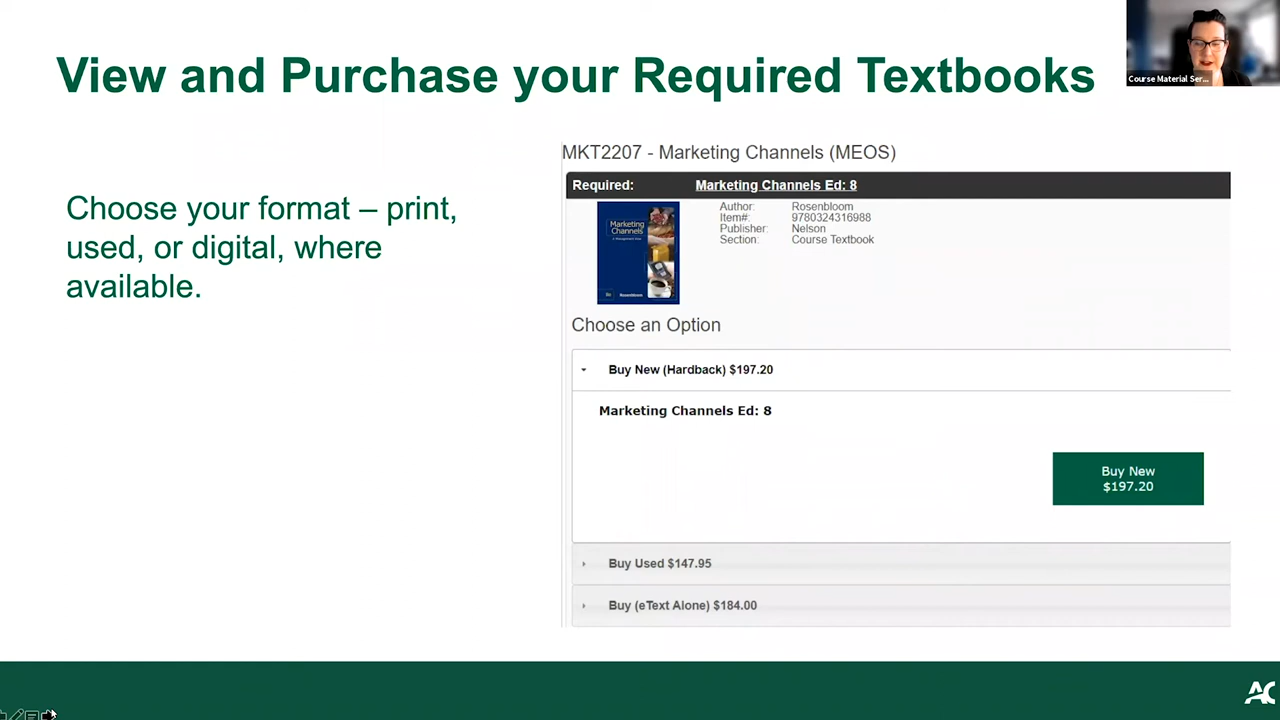 View and Purchase your Required Textbooks
Course Material Ser...
Choose your format – print,
used, or digital, where
available.
MKT2207 - Marketing Channels (MEOS)
Required: Marketing Channels Ed: 8
Marketing
Channels
Rosenbloom
Author: Rosenbloom
Item#: 9780324316988
Publisher: Nelson
Section: Course Textbook
Choose an Option
Buy New (Hardback) $197.20
Marketing Channels Ed: 8
Buy New
$197.20
Buy Used $147.95
Buy (eText Alone) $184.00
AC